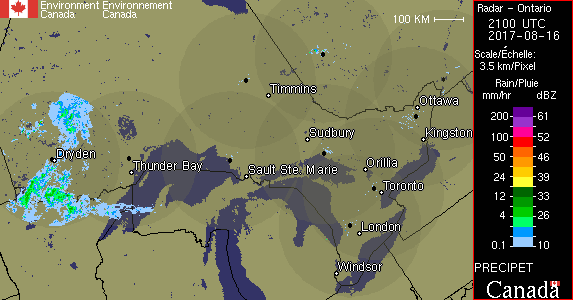 Environment Environnement
Canada Canada
100 KM
Timmins
Ottawa
Sudbury
Kingston
Dryden
Thunder Bay
Sault Ste. Marie
Orillia
Toronto
London
Windsor
Radar - Ontario
2100 UTC
2017-08-16
Scale/Échelle:
3.5 km/Pixel
Rain/Pluie
mm/hr dBZ
200 61
100 52
50 46
24 39
12 33
4 26
0.1 10
PRECIPET
Canada